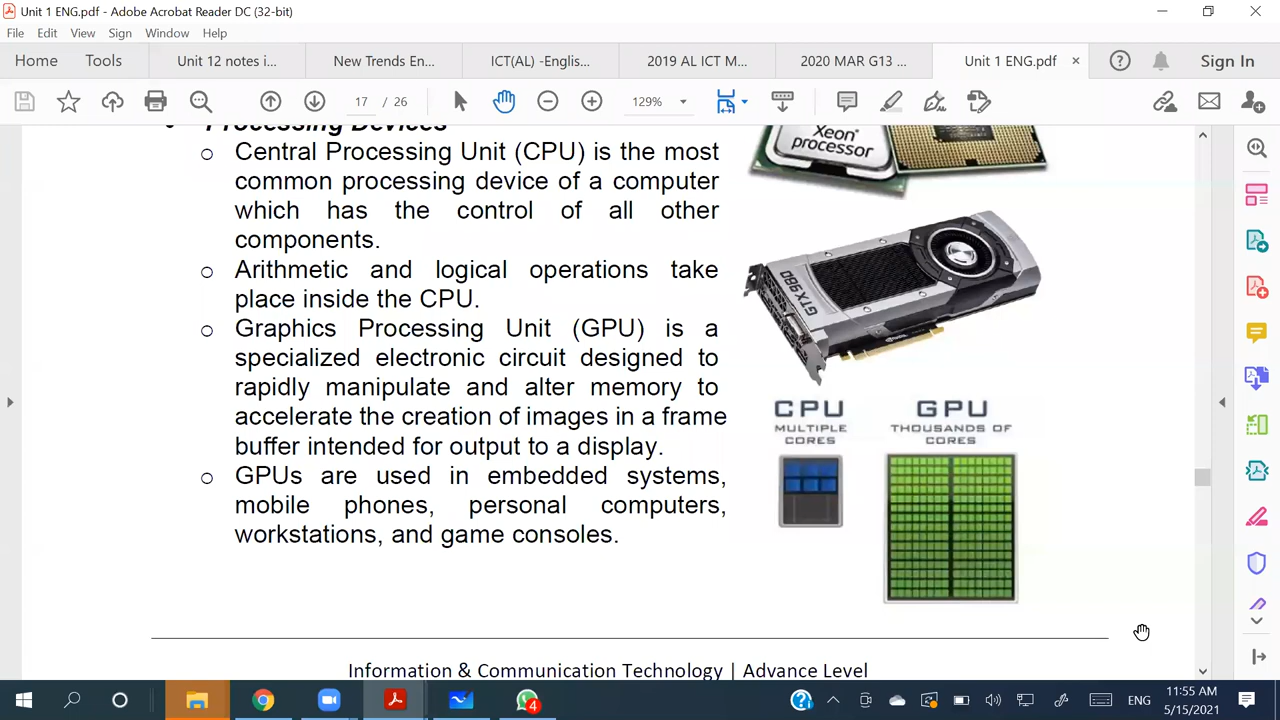 Unit 1 ENG.pdf - Adobe Acrobat Reader DC (32-bit)
File Edit View Sign Window Help
Home Tools Unit 12 notes i... New Trends En... ICT(AL) -Englis... 2019 AL ICT M... 2020 MAR G13 ... Unit 1 ENG.pdf × Sign In
17 / 26 129%
• Processing Devices
o Central Processing Unit (CPU) is the most
common processing device of a computer
which has the control of all other
components.
o Arithmetic and logical operations take
place inside the CPU.
o Graphics Processing Unit (GPU) is a
specialized electronic circuit designed to
rapidly manipulate and alter memory to
accelerate the creation of images in a frame
buffer intended for output to a display.
o GPUs are used in embedded systems,
mobile phones, personal computers,
workstations, and game consoles.
Xeon
processor
GTX 980
CPU
MULTIPLE
CORES
GPU
THOUSANDS OF
CORES
Information & Communication Technology | Advance Level
4
ENG
11:55 AM
5/15/2021